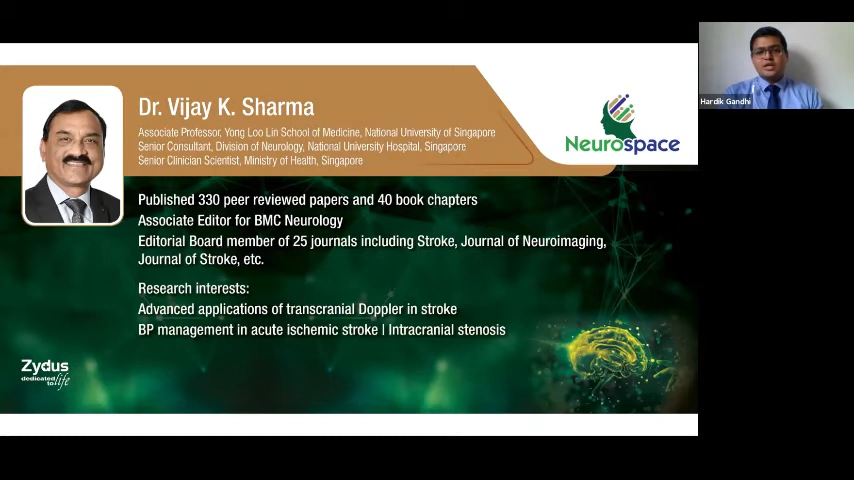 Dr. Vijay K. Sharma
Associate Professor, Yong Loo Lin School of Medicine, National University of Singapore
Senior Consultant, Division of Neurology, National University Hospital, Singapore
Senior Clinician Scientist, Ministry of Health, Singapore
Neurospace
Published 330 peer reviewed papers and 40 book chapters
Associate Editor for BMC Neurology
Editorial Board member of 25 journals including Stroke, Journal of Neuroimaging,
Journal of Stroke, etc.
Research interests:
Advanced applications of transcranial Doppler in stroke
BP management in acute ischemic stroke | Intracranial stenosis
Zydus
dedicated
to life
Hardik Gandhi